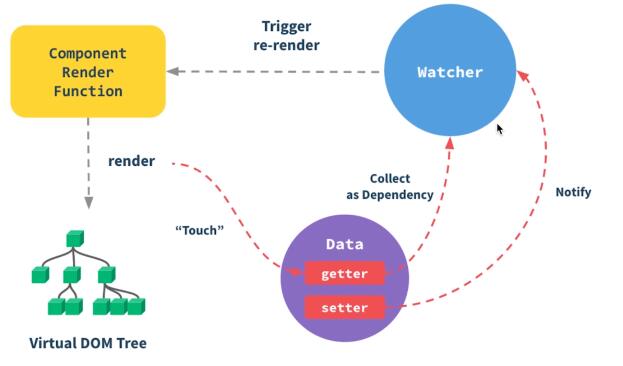 Trigger
re-render
Component
Render
Function
Watcher
render
Collect
as Dependency
Notify
“Touch”
Data
getter
setter
Virtual DOM Tree